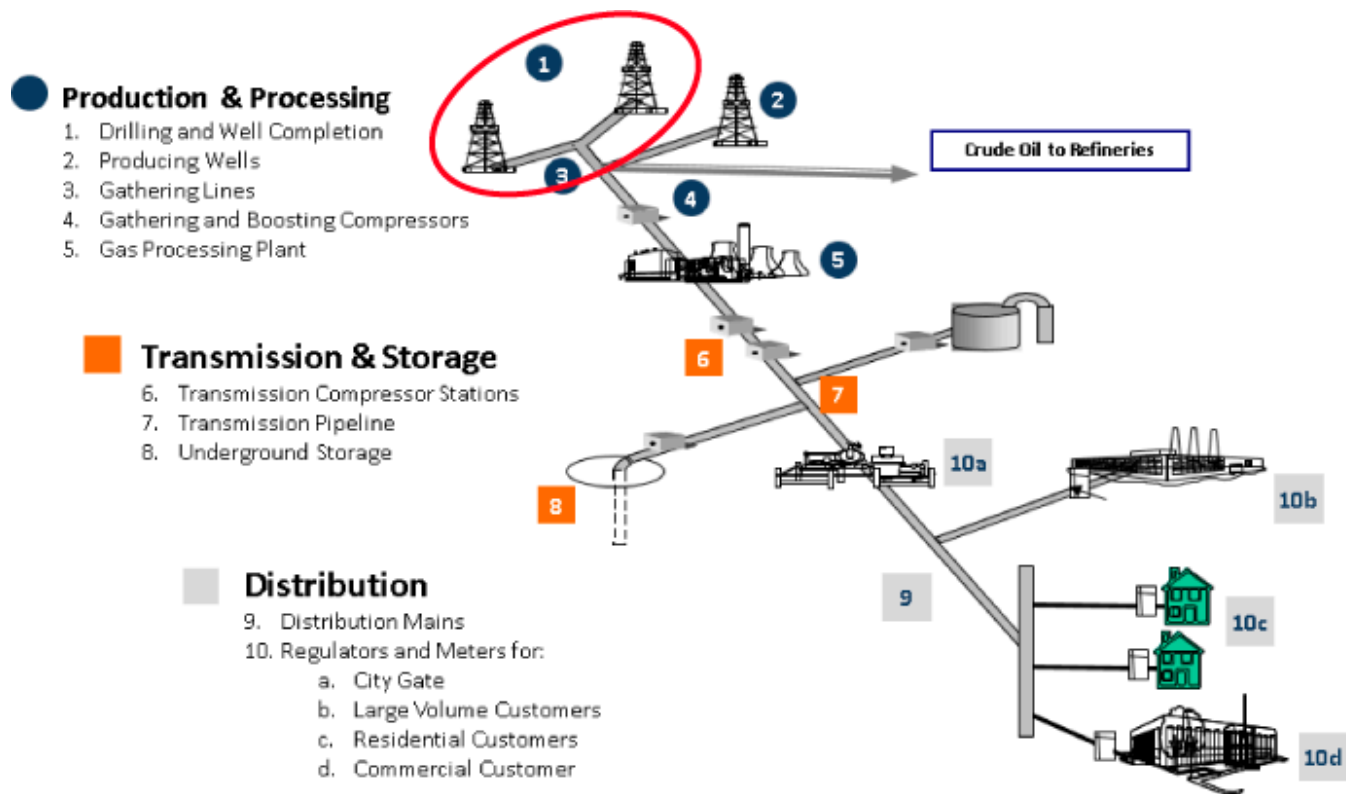 Production & Processing
1. Drilling and Well Completion
2. Producing Wells
3. Gathering Lines
4. Gathering and Boosting Compressors
5. Gas Processing Plant
Transmission & Storage
6. Transmission Compressor Stations
7. Transmission Pipeline
8. Underground Storage
Distribution
9. Distribution Mains
10. Regulators and Meters for:
a. City Gate
b. Large Volume Customers
c. Residential Customers
d. Commercial Customer
1
2
Crude Oil to Refineries
3
4
5
6
7
10a
8
10b
9
10c
10d